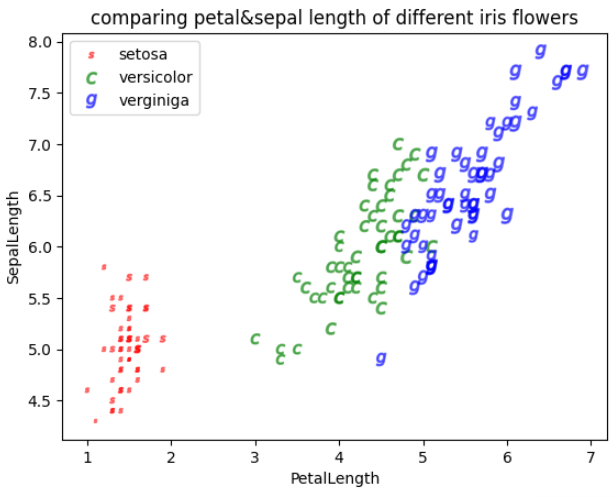 comparing petal&sepal length of different iris flowers
s setosa
c versicolor
g verginiga
SepalLength
8.0
7.5
7.0
6.5
6.0
5.5
5.0
4.5
1 2 3 4 5 6 7
PetalLength